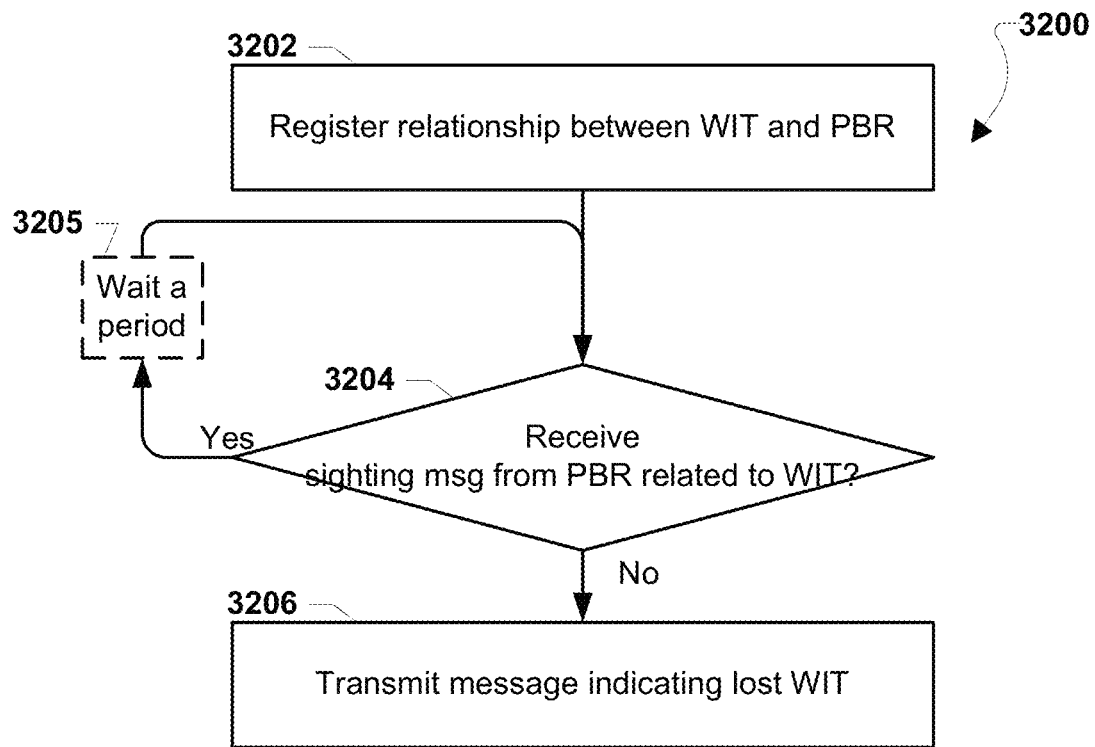 3200
3202
Register relationship between WIT and PBR
3205
Wait a
period
3204
Yes
Receive
sighting msg from PBR related to WIT?
No
3206
Transmit message indicating lost WIT